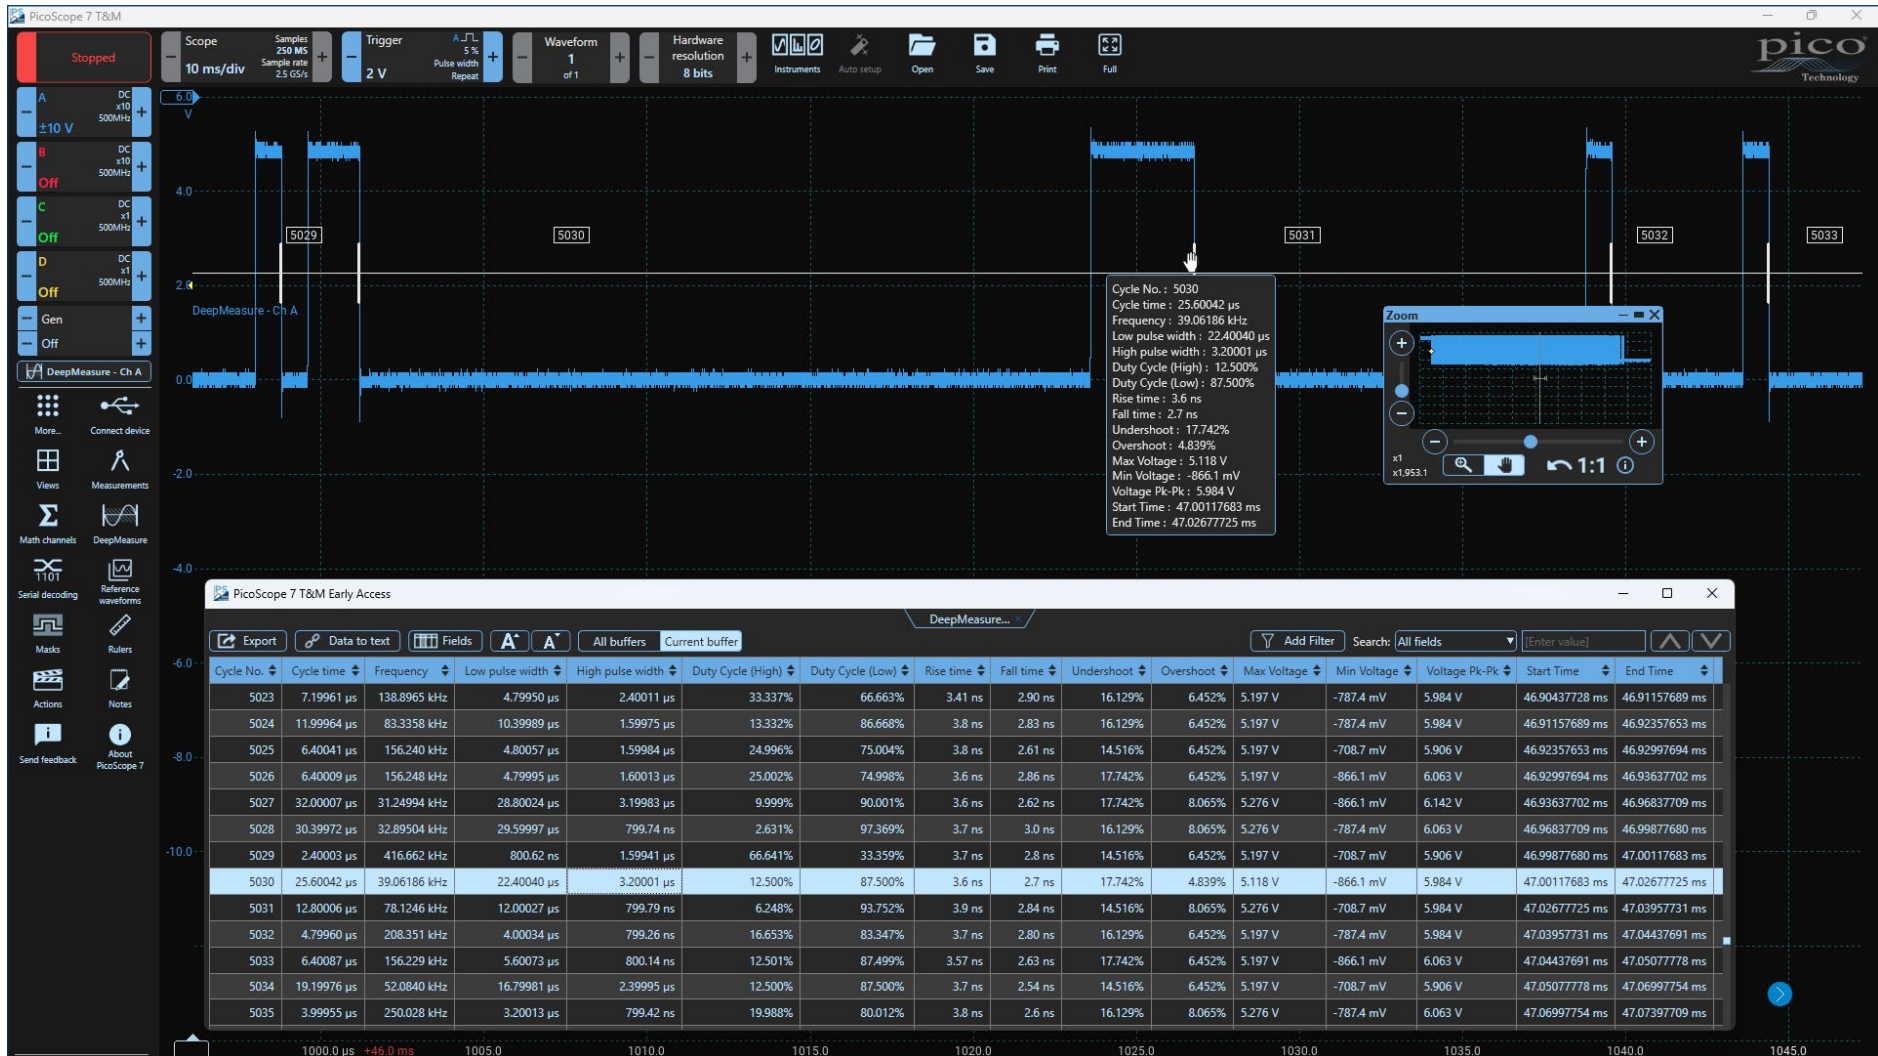 PicoScope 7 T&M
Stopped
Scope
10 ms/div
Samples
250 MS
Sample rate
2.5 GS/s
Trigger
2 V
A
5 %
Pulse width
Repeat
Waveform
1
of 1
Hardware
resolution
8 bits
Instruments
Auto setup
Open
Save
Print
Full
pico
Technology
A
DC
x10
500MHz
±10 V
B
DC
x10
500MHz
Off
C
DC
x1
500MHz
Off
D
DC
x1
500MHz
Off
Gen
Off
DeepMeasure - Ch A
More...
Connect device
Views
Measurements
Math channels
DeepMeasure
1101
Serial decoding
Reference
waveforms
Masks
Rulers
Actions
Notes
Send feedback
About
PicoScope 7
6.0
V
4.0
2.0
0.0
-2.0
-4.0
-6.0
-8.0
-10.0
5029
5030
5031
5032
5033
DeepMeasure - Ch A
Cycle No. : 5030
Cycle time : 25.60042 µs
Frequency : 39.06186 kHz
Low pulse width : 22.40040 µs
High pulse width : 3.20001 µs
Duty Cycle (High) : 12.500%
Duty Cycle (Low) : 87.500%
Rise time : 3.6 ns
Fall time : 2.7 ns
Undershoot : 17.742%
Overshoot : 4.839%
Max Voltage : 5.118 V
Min Voltage : -866.1 mV
Voltage Pk-Pk : 5.984 V
Start Time : 47.00117683 ms
End Time : 47.02677725 ms
Zoom
x1
x1,953.1
1:1
PicoScope 7 T&M Early Access
DeepMeasure...
Export
Data to text
Fields
A
A
All buffers
Current buffer
Add Filter
Search: All fields
[Enter value]
Cycle No. Cycle time Frequency Low pulse width High pulse width Duty Cycle (High) Duty Cycle (Low) Rise time Fall time Undershoot Overshoot Max Voltage Min Voltage Voltage Pk-Pk Start Time End Time
5023 7.19961 µs 138.8965 kHz 4.79950 µs 2.40011 µs 33.337% 66.663% 3.41 ns 2.90 ns 16.129% 6.452% 5.197 V -787.4 mV 5.984 V 46.90437728 ms 46.91157689 ms
5024 11.99964 µs 83.3358 kHz 10.39989 µs 1.59975 µs 13.332% 86.668% 3.8 ns 2.83 ns 16.129% 6.452% 5.197 V -787.4 mV 5.984 V 46.91157689 ms 46.92357653 ms
5025 6.40041 µs 156.240 kHz 4.80057 µs 1.59984 µs 24.996% 75.004% 3.8 ns 2.61 ns 14.516% 6.452% 5.197 V -708.7 mV 5.906 V 46.92357653 ms 46.92997694 ms
5026 6.40009 µs 156.248 kHz 4.79995 µs 1.60013 µs 25.002% 74.998% 3.6 ns 2.86 ns 17.742% 6.452% 5.197 V -866.1 mV 6.063 V 46.92997694 ms 46.93637702 ms
5027 32.00007 µs 31.24994 kHz 28.80024 µs 3.19983 µs 9.999% 90.001% 3.6 ns 2.62 ns 17.742% 8.065% 5.276 V -866.1 mV 6.142 V 46.93637702 ms 46.96837709 ms
5028 30.39972 µs 32.89504 kHz 29.59997 µs 799.74 ns 2.631% 97.369% 3.7 ns 3.0 ns 16.129% 8.065% 5.276 V -787.4 mV 6.063 V 46.96837709 ms 46.99877680 ms
5029 2.40003 µs 416.662 kHz 800.62 ns 1.59941 µs 66.641% 33.359% 3.7 ns 2.8 ns 14.516% 6.452% 5.197 V -708.7 mV 5.906 V 46.99877680 ms 47.00117683 ms
5030 25.60042 µs 39.06186 kHz 22.40040 µs 3.20001 µs 12.500% 87.500% 3.6 ns 2.7 ns 17.742% 4.839% 5.118 V -866.1 mV 5.984 V 47.00117683 ms 47.02677725 ms
5031 12.80006 µs 78.1246 kHz 12.00027 µs 799.79 ns 6.248% 93.752% 3.9 ns 2.84 ns 14.516% 8.065% 5.276 V -708.7 mV 5.984 V 47.02677725 ms 47.03957731 ms
5032 4.79960 µs 208.351 kHz 4.00034 µs 799.26 ns 16.653% 83.347% 3.7 ns 2.80 ns 16.129% 6.452% 5.197 V -787.4 mV 5.984 V 47.03957731 ms 47.04437691 ms
5033 6.40087 µs 156.229 kHz 5.60073 µs 800.14 ns 12.501% 87.499% 3.57 ns 2.63 ns 17.742% 6.452% 5.197 V -866.1 mV 6.063 V 47.04437691 ms 47.05077778 ms
5034 19.19976 µs 52.0840 kHz 16.79981 µs 2.39995 µs 12.500% 87.500% 3.7 ns 2.54 ns 14.516% 6.452% 5.197 V -708.7 mV 5.906 V 47.05077778 ms 47.06997754 ms
5035 3.99955 µs 250.028 kHz 3.20013 µs 799.42 ns 19.988% 80.012% 3.8 ns 2.6 ns 16.129% 8.065% 5.276 V -787.4 mV 6.063 V 47.06997754 ms 47.07397709 ms
1000.0 µs +46.0 ms 1005.0 1010.0 1015.0 1020.0 1025.0 1030.0 1035.0 1040.0 1045.0